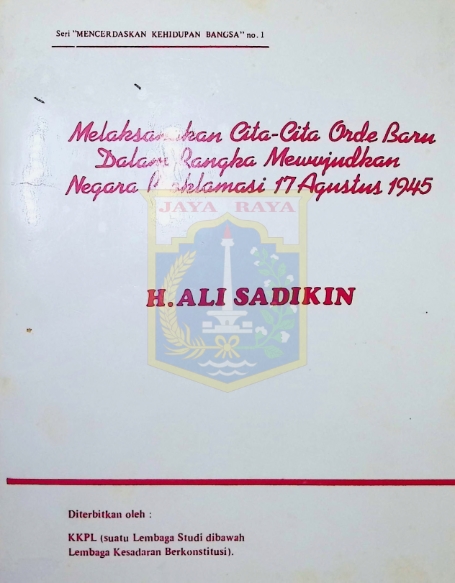 Seri "MENCERDASKAN KEHIDUPAN BANGSA" no. 1
Melaksanakan Cita-Cita Orde Baru
Dalam Rangka Mewujudkan
Negara Proklamasi 17 Agustus 1945
JAYA RAYA
H. ALI SADIKIN
Diterbitkan oleh :
KKPL (suatu Lembaga Studi dibawah
Lembaga Kesadaran Berkonstitusi).